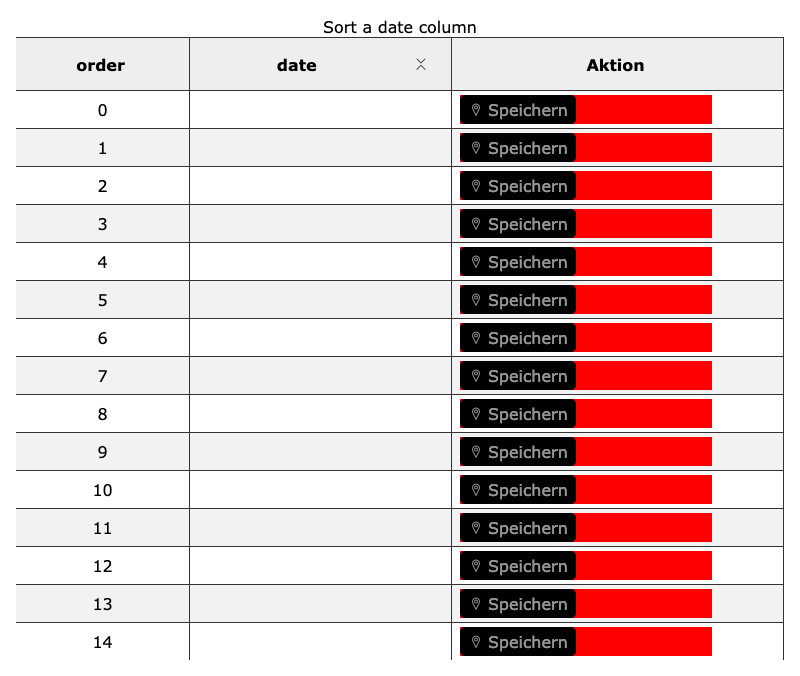 Sort a date column
order date Aktion
0 Speichern
1 Speichern
2 Speichern
3 Speichern
4 Speichern
5 Speichern
6 Speichern
7 Speichern
8 Speichern
9 Speichern
10 Speichern
11 Speichern
12 Speichern
13 Speichern
14 Speichern